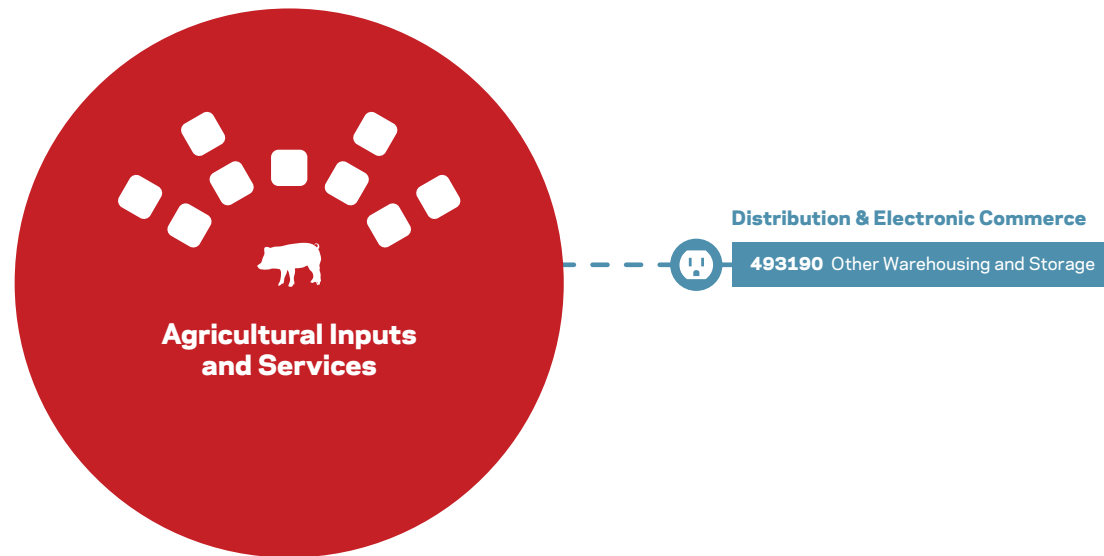 Distribution & Electronic Commerce
493190 Other Warehousing and Storage
Agricultural Inputs
and Services